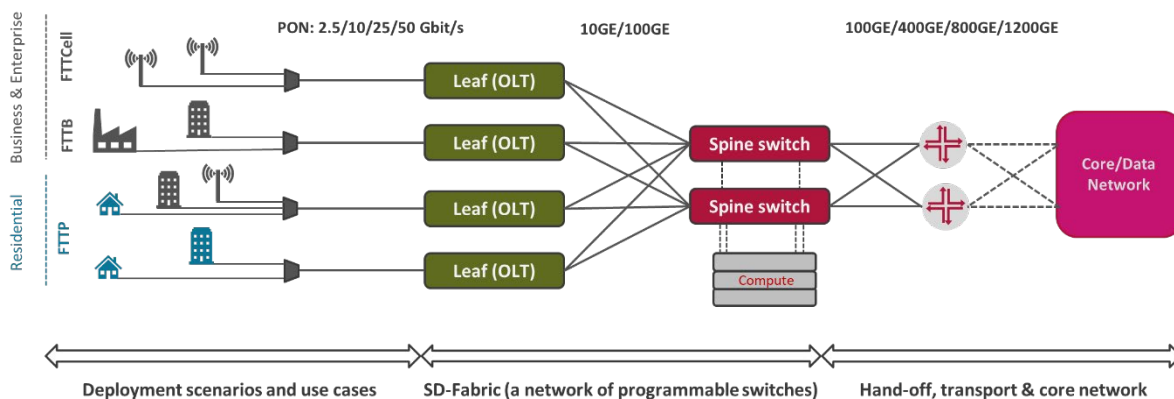 PON: 2.5/10/25/50 Gbit/s
10GE/100GE
100GE/400GE/800GE/1200GE
Business & Enterprise
FTTCell
FTTB
Residential
FTTP
Leaf (OLT)
Leaf (OLT)
Leaf (OLT)
Leaf (OLT)
Spine switch
Spine switch
Compute
Core/Data
Network
Deployment scenarios and use cases
SD-Fabric (a network of programmable switches)
Hand-off, transport & core network